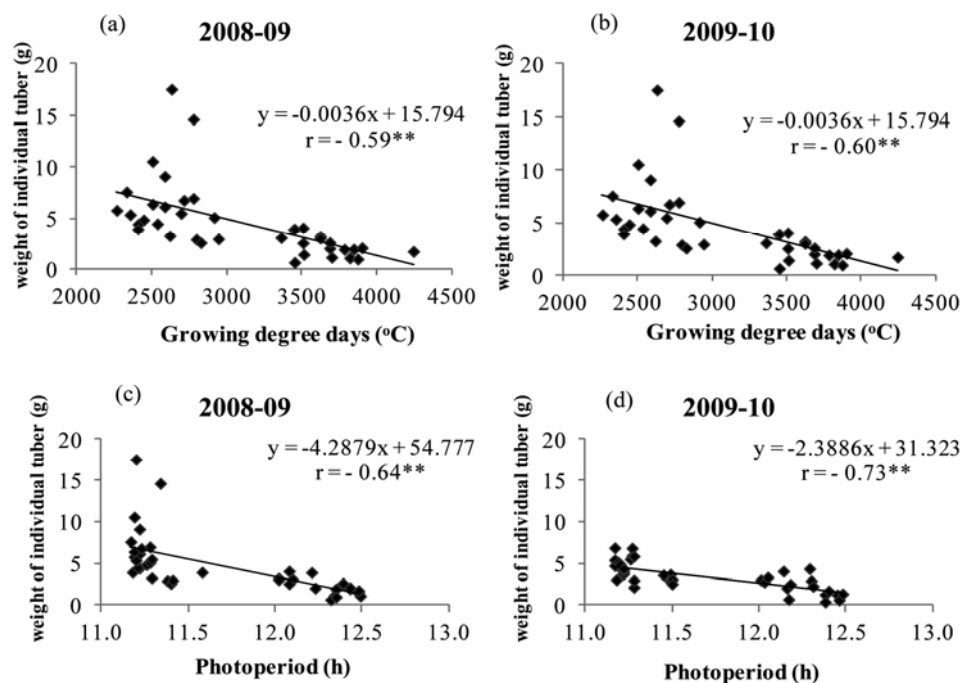 (a)
2008-09
weight of individual tuber (g)
20
15
10
5
0
y = -0.0036x + 15.794
r = - 0.59**
2000 2500 3000 3500 4000 4500
Growing degree days (ºC)
(b)
2009-10
weight of individual tuber (g)
20
15
10
5
0
y = -0.0036x + 15.794
r = - 0.60**
2000 2500 3000 3500 4000 4500
Growing degree days (ºC)
(c)
2008-09
weight of individual tuber (g)
20
15
10
5
0
y = -4.2879x + 54.777
r = - 0.64**
11.0 11.5 12.0 12.5 13.0
Photoperiod (h)
(d)
2009-10
weight of individual tuber (g)
20
15
10
5
0
y = -2.3886x + 31.323
r = - 0.73**
11.0 11.5 12.0 12.5 13.0
Photoperiod (h)